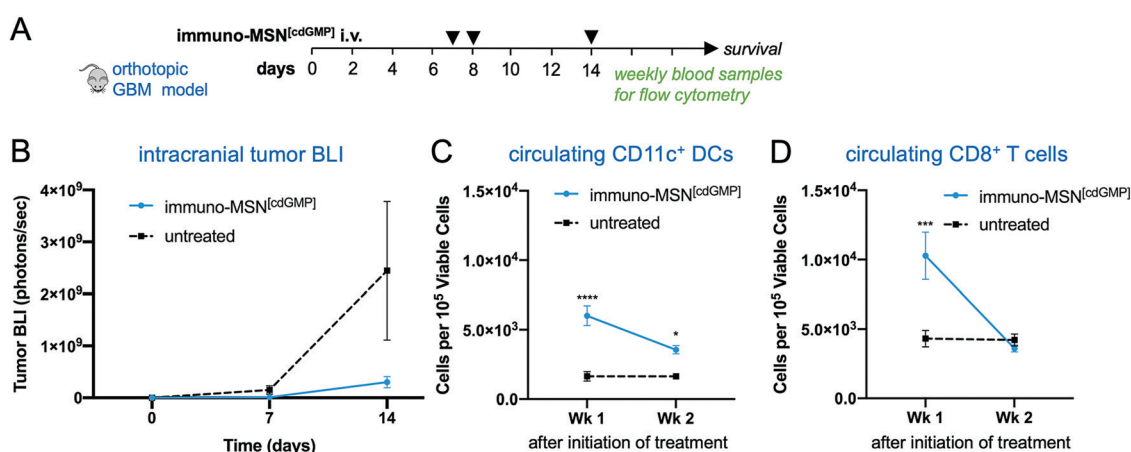 A
immuno-MSN[cdGMP] i.v.
survival
orthotopic
GBM model
days 0 2 4 6 8 10 12 14
weekly blood samples
for flow cytometry
B intracranial tumor BLI
4×10⁹
3×10⁹
2×10⁹
1×10⁹
0
Tumor BLI (photons/sec)
immuno-MSN[cdGMP]
untreated
0 7 14
Time (days)
C circulating CD11c⁺ DCs
1.5×10⁴
1.0×10⁴
5.0×10³
0.0
Cells per 10⁵ Viable Cells
immuno-MSN[cdGMP]
untreated
****
*
Wk 1 Wk 2
after initiation of treatment
D circulating CD8⁺ T cells
1.5×10⁴
1.0×10⁴
5.0×10³
0.0
Cells per 10⁵ Viable Cells
immuno-MSN[cdGMP]
untreated
***
Wk 1 Wk 2
after initiation of treatment